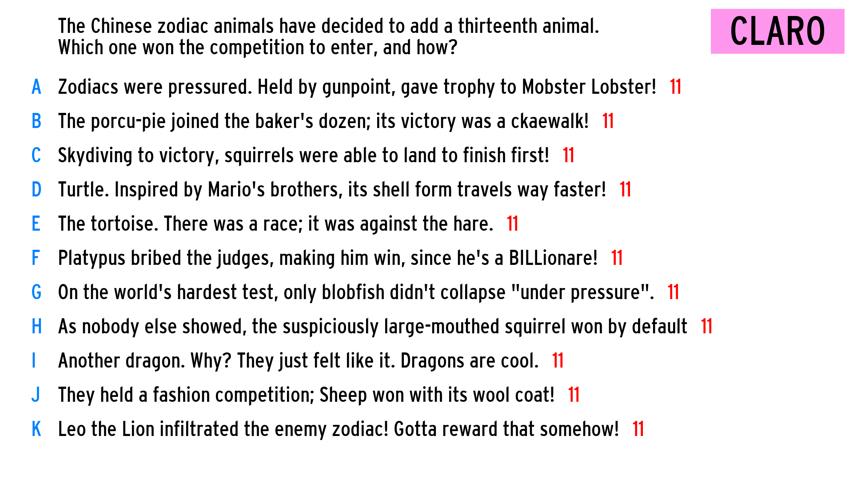 The Chinese zodiac animals have decided to add a thirteenth animal.
Which one won the competition to enter, and how?
CLARO
A Zodiacs were pressured. Held by gunpoint, gave trophy to Mobster Lobster! 11
B The porcu-pie joined the baker's dozen; its victory was a ckaewalk! 11
C Skydiving to victory, squirrels were able to land to finish first! 11
D Turtle. Inspired by Mario's brothers, its shell form travels way faster! 11
E The tortoise. There was a race; it was against the hare. 11
F Platypus bribed the judges, making him win, since he's a BILLionare! 11
G On the world's hardest test, only blobfish didn't collapse "under pressure". 11
H As nobody else showed, the suspiciously large-mouthed squirrel won by default 11
I Another dragon. Why? They just felt like it. Dragons are cool. 11
J They held a fashion competition; Sheep won with its wool coat! 11
K Leo the Lion infiltrated the enemy zodiac! Gotta reward that somehow! 11